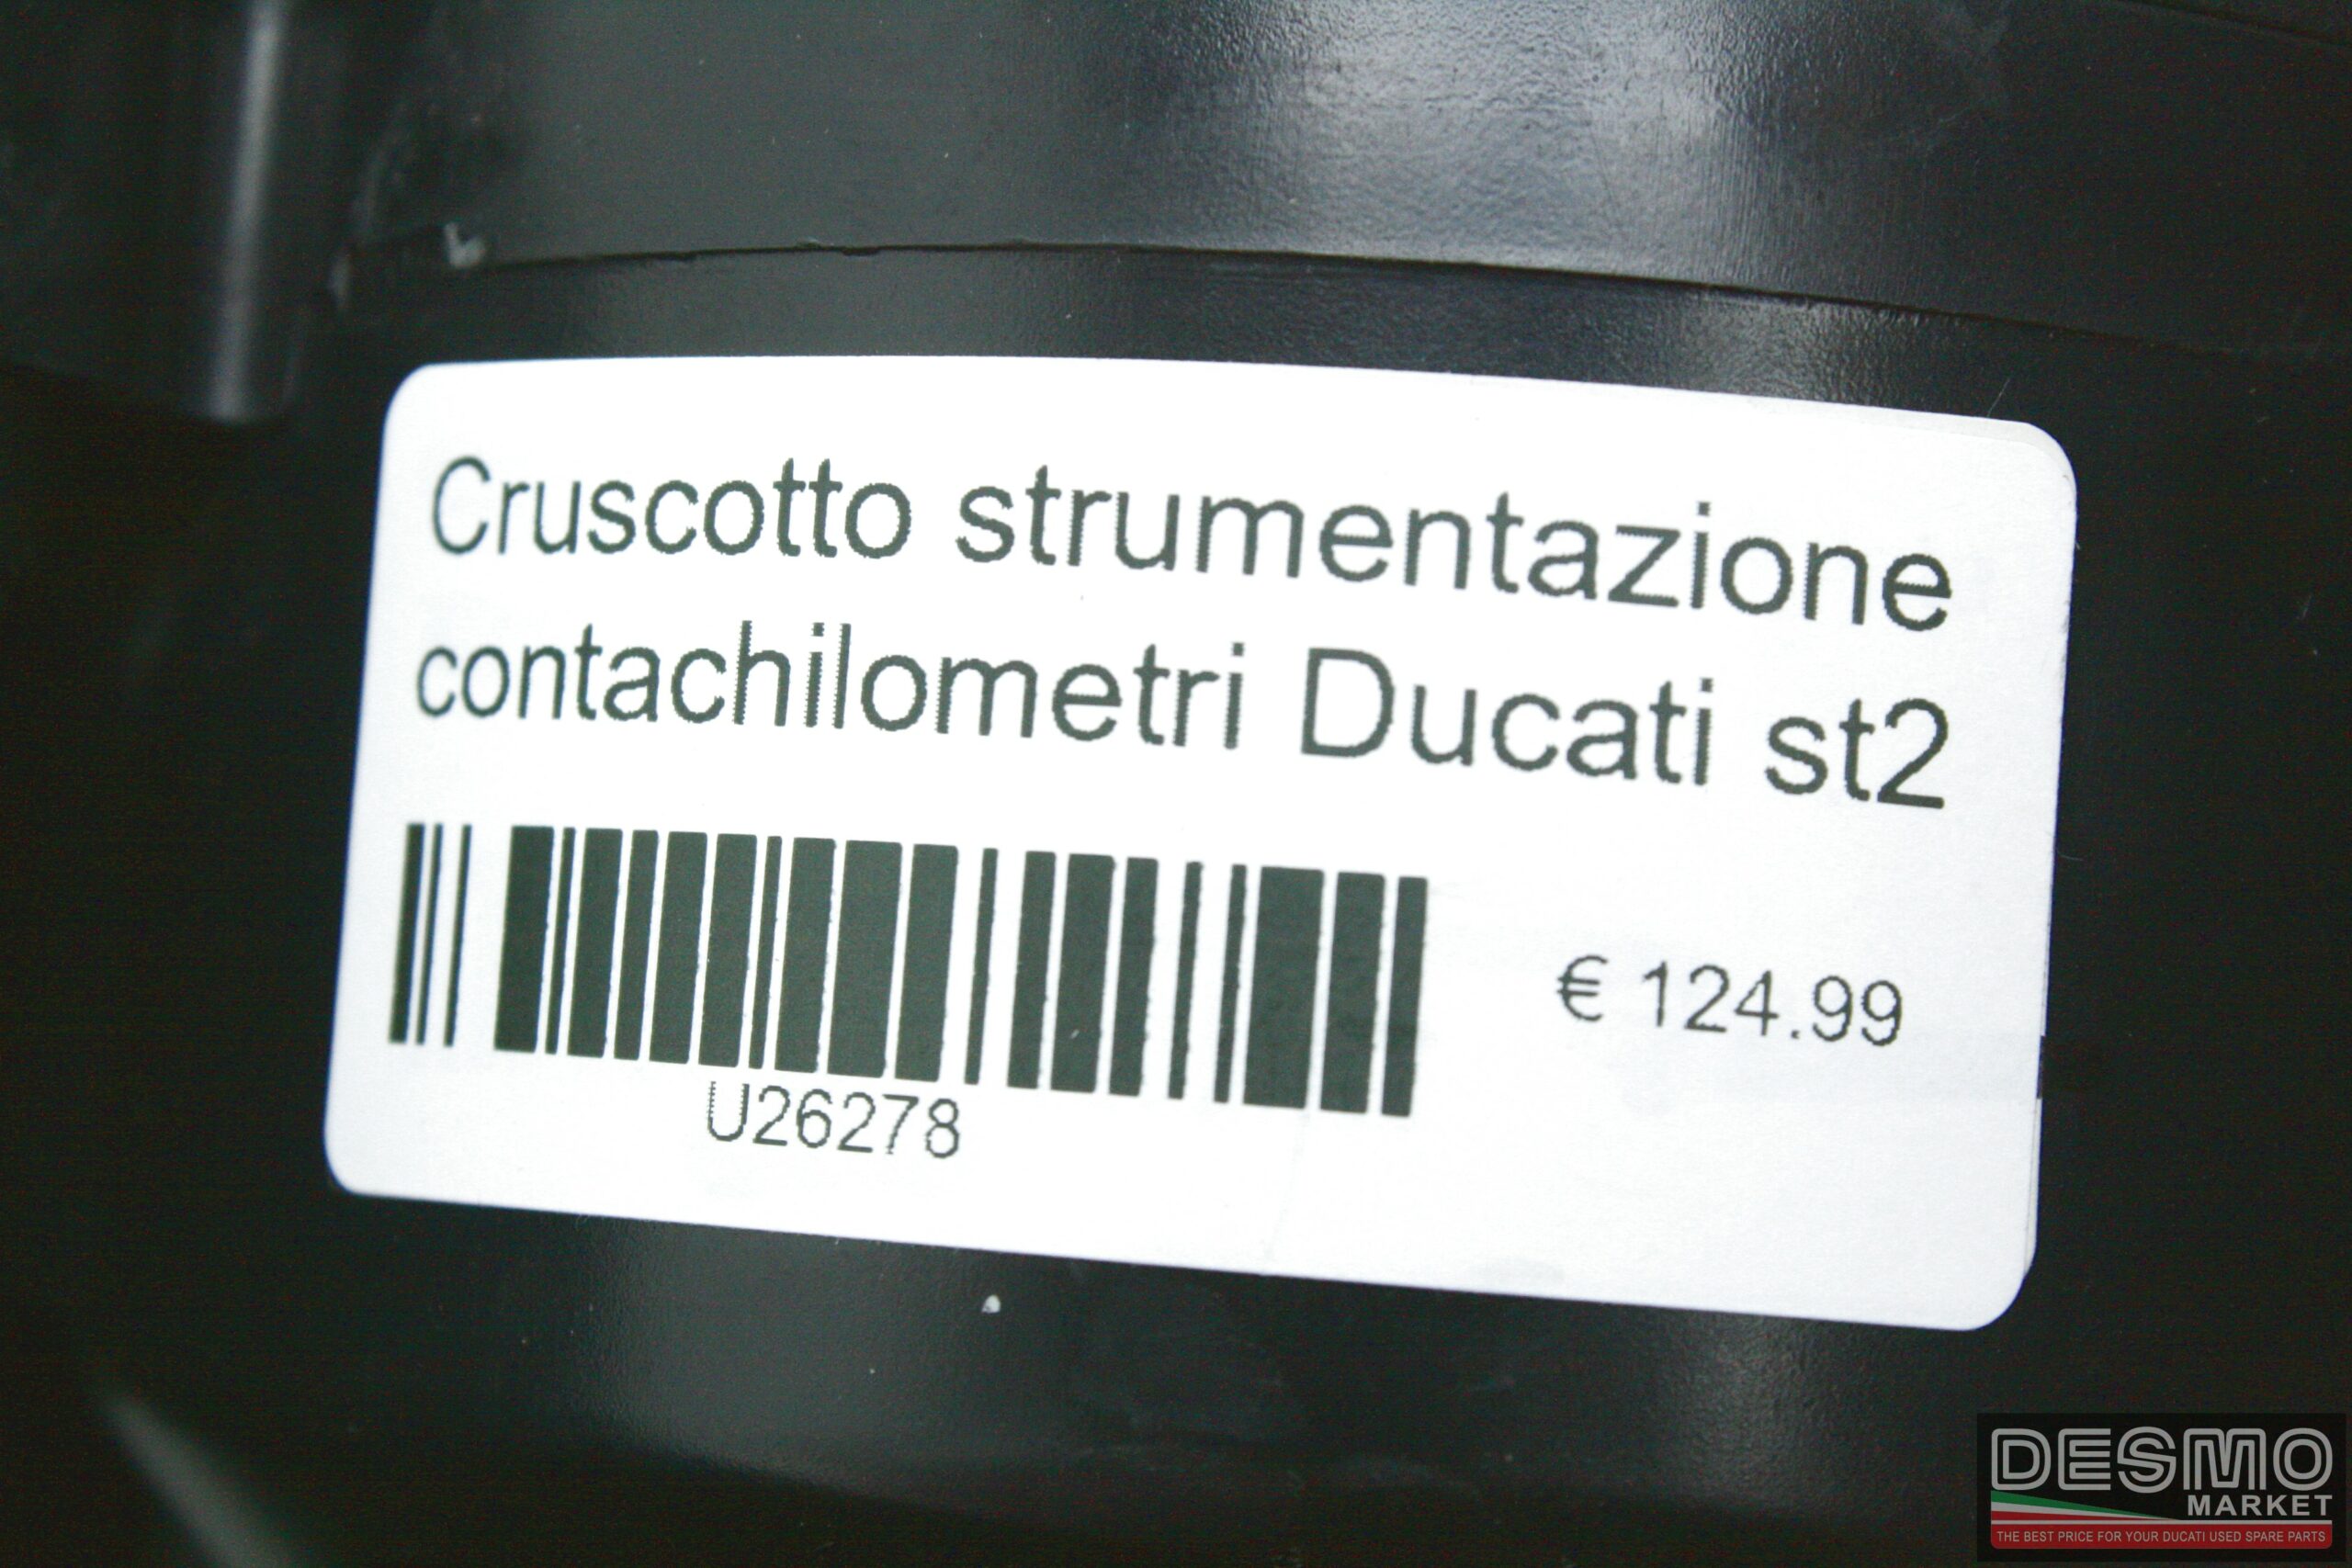 Cruscotto strumentazione
contachilometri Ducati st2
€ 124.99
U26278
DESMO
MARKET
THE BEST PRICE FOR YOUR DUCATI USED SPARE PARTS